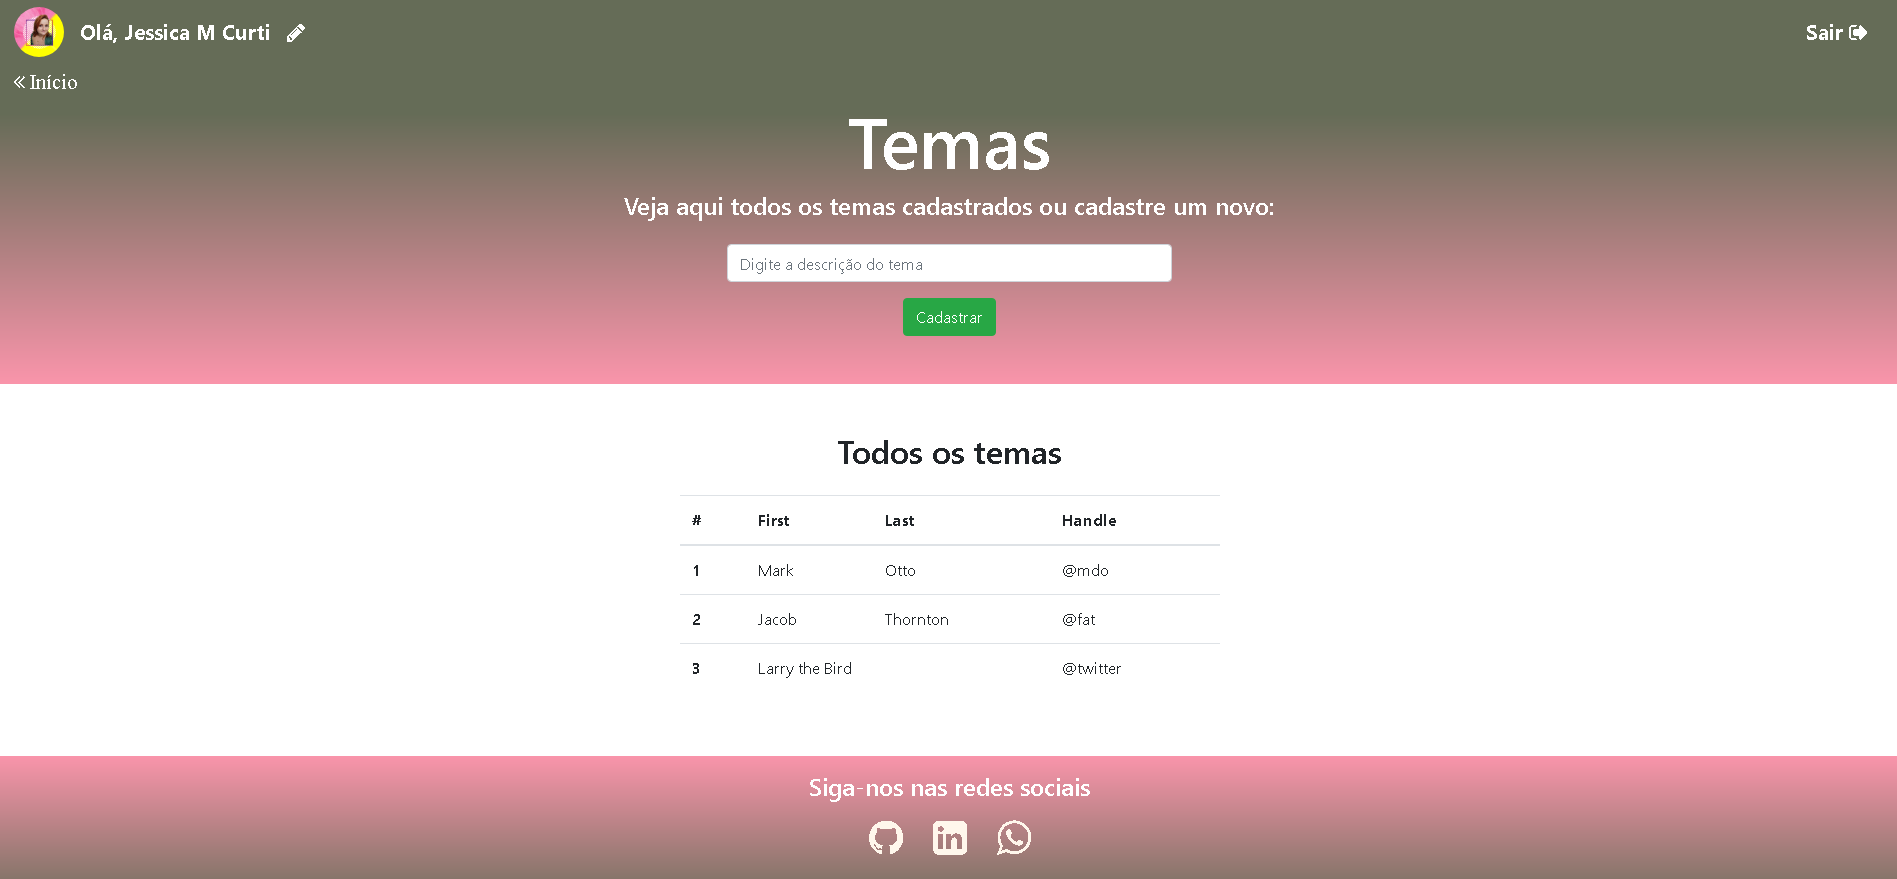 Olá, Jessica M Curti
Sair
« Início
Temas
Veja aqui todos os temas cadastrados ou cadastre um novo:
Digite a descrição do tema
Cadastrar
Todos os temas
# First Last Handle
1 Mark Otto @mdo
2 Jacob Thornton @fat
3 Larry the Bird @twitter
Siga-nos nas redes sociais
in